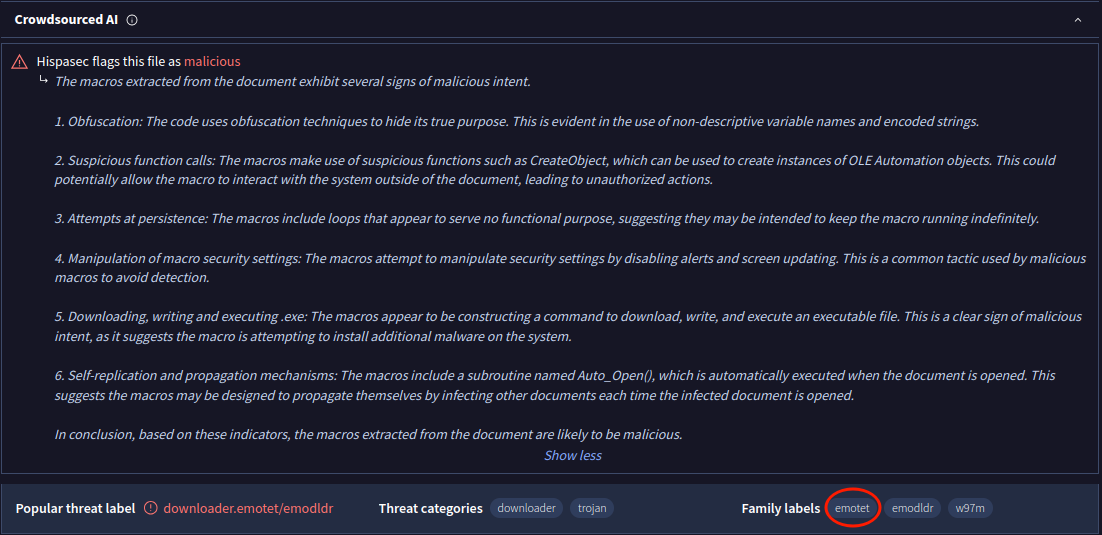 Crowdsourced AI
Hispasec flags this file as malicious
The macros extracted from the document exhibit several signs of malicious intent.
1. Obfuscation: The code uses obfuscation techniques to hide its true purpose. This is evident in the use of non-descriptive variable names and encoded strings.
2. Suspicious function calls: The macros make use of suspicious functions such as CreateObject, which can be used to create instances of OLE Automation objects. This could
potentially allow the macro to interact with the system outside of the document, leading to unauthorized actions.
3. Attempts at persistence: The macros include loops that appear to serve no functional purpose, suggesting they may be intended to keep the macro running indefinitely.
4. Manipulation of macro security settings: The macros attempt to manipulate security settings by disabling alerts and screen updating. This is a common tactic used by malicious
macros to avoid detection.
5. Downloading, writing and executing .exe: The macros appear to be constructing a command to download, write, and execute an executable file. This is a clear sign of malicious
intent, as it suggests the macro is attempting to install additional malware on the system.
6. Self-replication and propagation mechanisms: The macros include a subroutine named Auto_Open(), which is automatically executed when the document is opened. This
suggests the macros may be designed to propagate themselves by infecting other documents each time the infected document is opened.
In conclusion, based on these indicators, the macros extracted from the document are likely to be malicious.
Show less
Popular threat label downloader.emotet/emodldr Threat categories downloader trojan Family labels emotet emodldr w97m